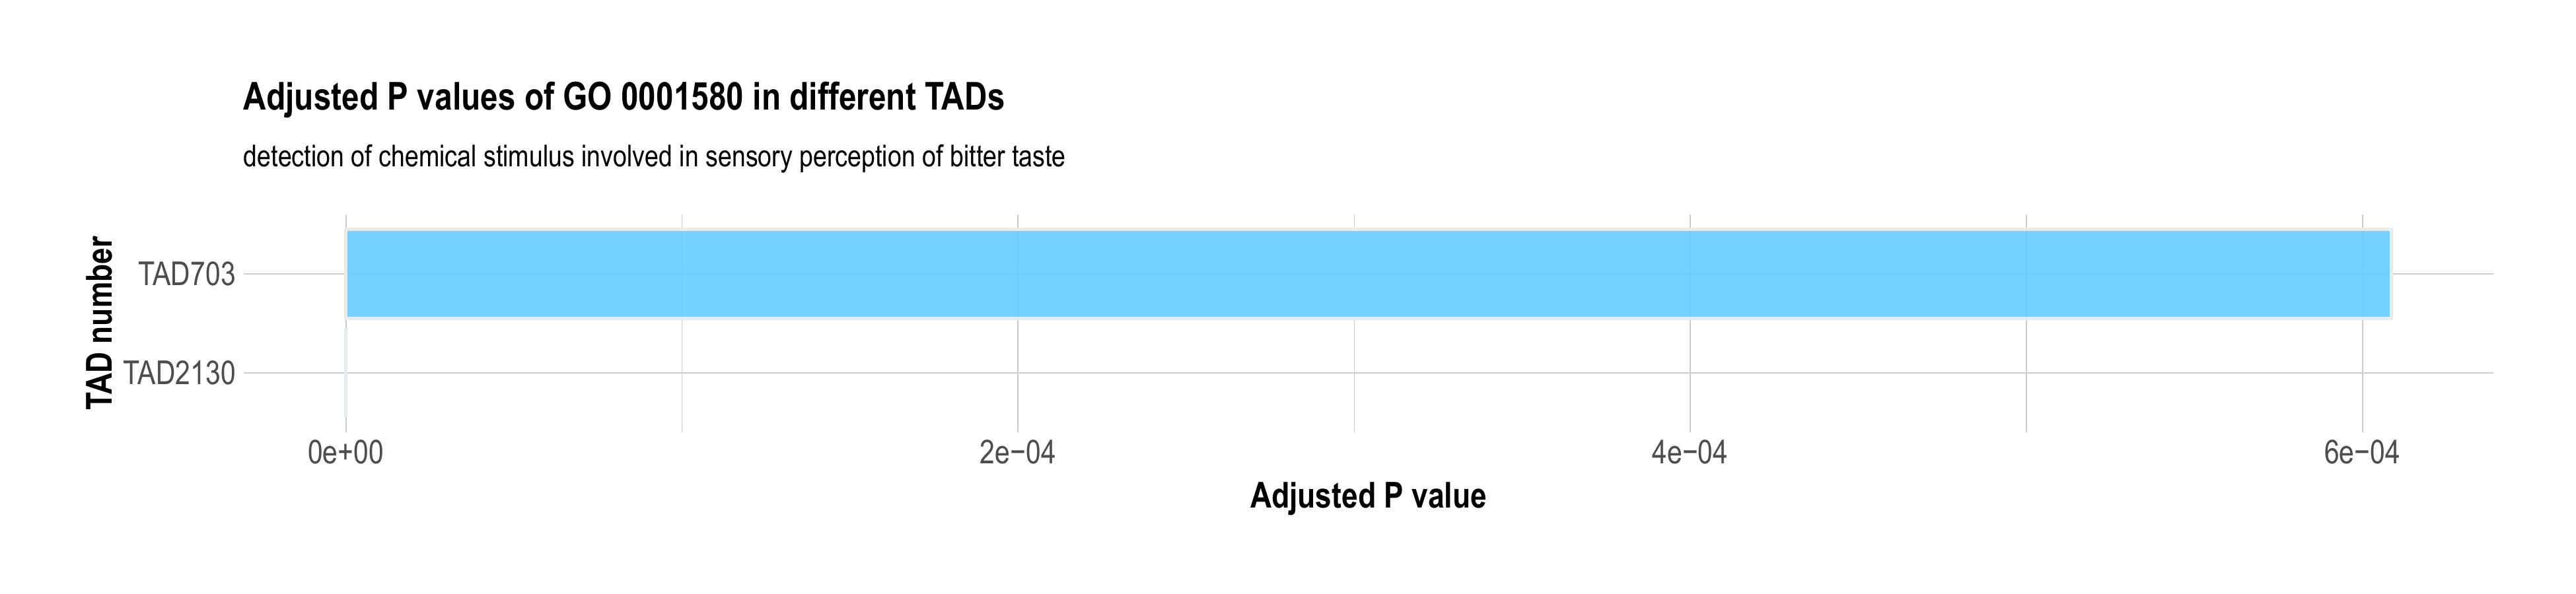 Adjusted P values of GO 0001580 in different TADs
detection of chemical stimulus involved in sensory perception of bitter taste
TAD number
TAD703
TAD2130
0e+00 2e−04 4e−04 6e−04
Adjusted P value